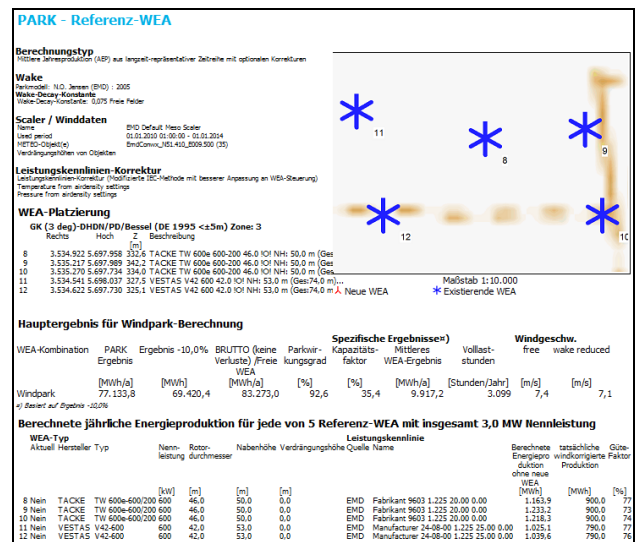 PARK - Referenz-WEA
Berechnungstyp
Mittlere Jahresproduktion (AEP) aus langzeit-repräsentativer Zeitreihe mit optionalen Korrekturen
Wake
Parkmodell: N.O. Jensen (EMD) : 2005
Wake-Decay-Konstante
Wake-Decay-Konstante: 0,075 Freie Felder
Scaler / Winddaten
Name EMD Default Meso Scaler
Used period 01.01.2010 01:00:00 - 01.01.2014
METEO-Objekt(e) EmdConwx_N51.410_E009.500 (35)
Verdrängungshöhen von Objekten
Leistungskennlinien-Korrektur
Leistungskennlinien-Korrektur (Modifizierte IEC-Methode mit besserer Anpassung an WEA-Steuerung)
Temperature from airdensity settings
Pressure from airdensity settings
WEA-Platzierung
GK (3 deg)-DHDN/PD/Bessel (DE 1995 <±5m) Zone: 3
Rechts Hoch Z Beschreibung
[m]
8 3.534.922 5.697.958 332,6 TACKE TW 600e 600-200 46.0 !O! NH: 50,0 m (Ges
9 3.535.217 5.697.989 342,2 TACKE TW 600e 600-200 46.0 !O! NH: 50,0 m (Ges
10 3.535.270 5.697.734 334,0 TACKE TW 600e 600-200 46.0 !O! NH: 50,0 m (Ges
11 3.534.541 5.698.037 327,5 VESTAS V42 600 42.0 !O! NH: 53,0 m (Ges:74,0 m)...
12 3.534.622 5.697.730 325,1 VESTAS V42 600 42.0 !O! NH: 53,0 m (Ges:74,0 m)
11
8
9
12
10
Maßstab 1:10.000
Neue WEA Existierende WEA
Hauptergebnis für Windpark-Berechnung
Spezifische Ergebnisse¤) Windgeschw.
WEA-Kombination PARK Ergebnis -10,0% BRUTTO (keine Parkwir- Kapazitäts- Mittleres Vollast- free wake reduced
Ergebnis Verluste) /Freie kungsgrad faktor WEA-Ergebnis stunden
WEA
[MWh/a] [MWh] [MWh/a] [%] [%] [MWh/a] [Stunden/Jahr] [m/s] [m/s]
Windpark 77.133,8 69.420,4 83.273,0 92,6 35,4 9.917,2 3.099 7,4 7,1
¤) Basiert auf Ergebnis -10,0%
Berechnete jährliche Energieproduktion für jede von 5 Referenz-WEA mit insgesamt 3,0 MW Nennleistung
WEA-Typ Leistungskennlinie
Aktuell Hersteller Typ Nenn- Rotor- Nabenhöhe Verdrängungshöhe Quelle Name Berechnete tatsächliche Güte-
leistung durchmesser Energiepro windkorrigierte Faktor
duktion Produktion
ohne neue
WEA
[kW] [m] [m] [m] [MWh] [MWh] [%]
8 Nein TACKE TW 600e-600/200 600 46,0 50,0 0,0 EMD Fabrikant 9603 1.225 20.00 0.00 1.163,9 900,0 77
9 Nein TACKE TW 600e-600/200 600 46,0 50,0 0,0 EMD Fabrikant 9603 1.225 20.00 0.00 1.233,2 900,0 73
10 Nein TACKE TW 600e-600/200 600 46,0 50,0 0,0 EMD Fabrikant 9603 1.225 20.00 0.00 1.218,3 900,0 74
11 Nein VESTAS V42-600 600 42,0 53,0 0,0 EMD Manufacturer 24-08-00 1.225 25.00 0.00 1.025,1 790,0 77
12 Nein VESTAS V42-600 600 42,0 53,0 0,0 EMD Manufacturer 24-08-00 1.225 25.00 0.00 1.039,6 790,0 76